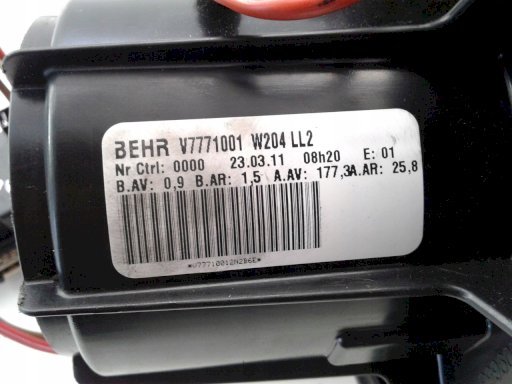 BEHR V7771001 W204 LL2
Nr Ctrl: 0000 23.03.11 08h20 E: 01
B.AV: 0,9 B.AR: 1,5 A.AV: 177,3A.AR: 25,8
*V77710012N2B6E*